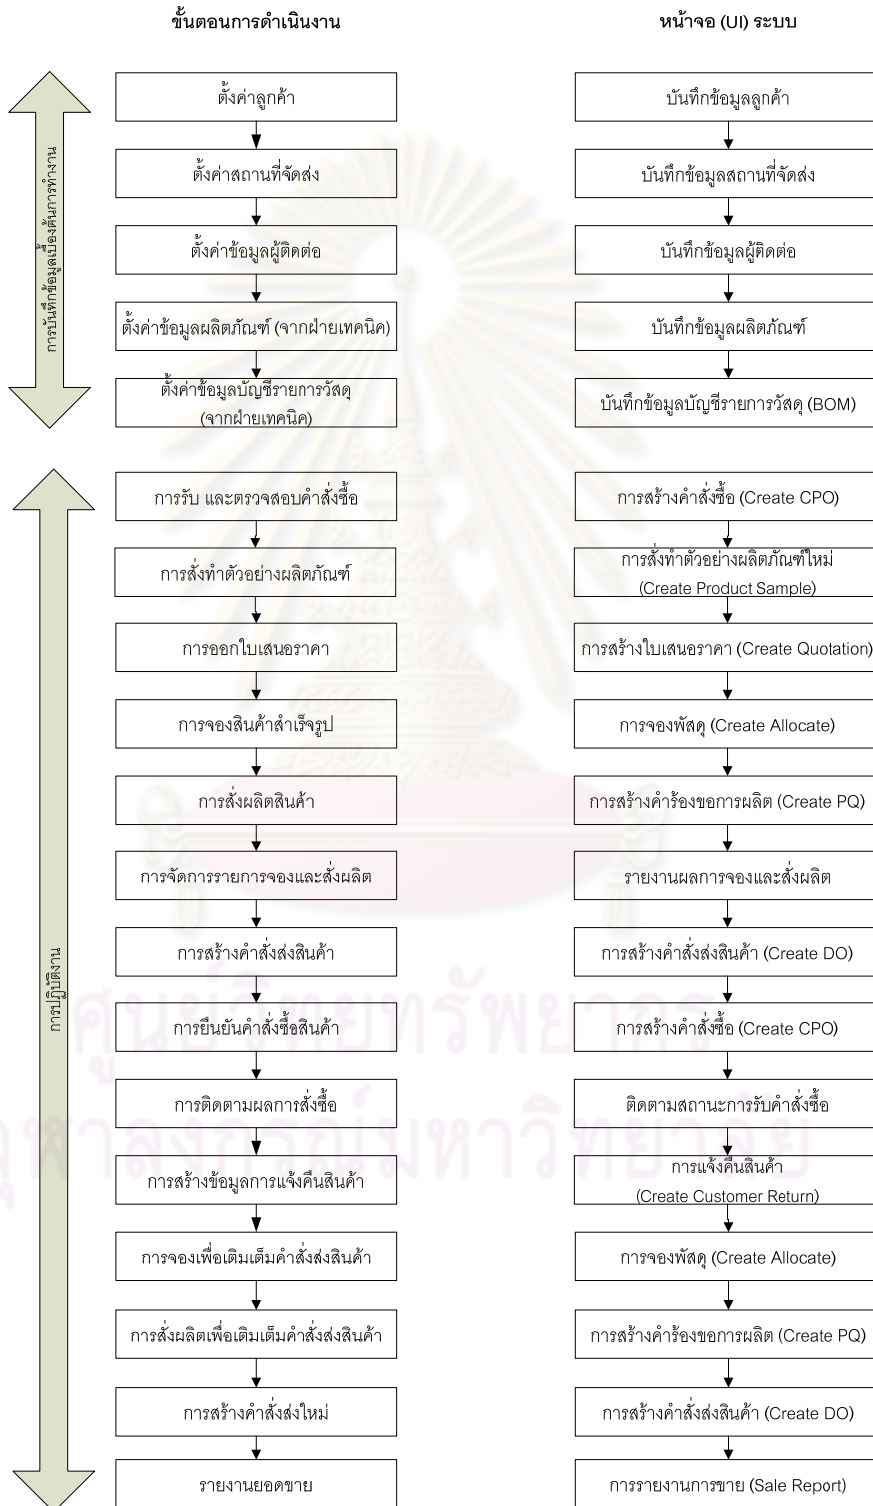 ขั้นตอนการดำเนินงาน
หน้าจอ (UI) ระบบ
การบันทึกข้อมูลเบื้องต้นการทำงาน
ตั้งค่าลูกค้า
บันทึกข้อมูลลูกค้า
ตั้งค่าสถานที่จัดส่ง
บันทึกข้อมูลสถานที่จัดส่ง
ตั้งค่าข้อมูลผู้ติดต่อ
บันทึกข้อมูลผู้ติดต่อ
ตั้งค่าข้อมูลผลิตภัณฑ์ (จากฝ่ายเทคนิค)
บันทึกข้อมูลผลิตภัณฑ์
ตั้งค่าข้อมูลบัญชีรายการวัสดุ
(จากฝ่ายเทคนิค)
บันทึกข้อมูลบัญชีรายการวัสดุ (BOM)
การปฏิบัติงาน
การรับ และตรวจสอบคำสั่งซื้อ
การสร้างคำสั่งซื้อ (Create CPO)
การสั่งทำตัวอย่างผลิตภัณฑ์
การสั่งทำตัวอย่างผลิตภัณฑ์ใหม่
(Create Product Sample)
การออกใบเสนอราคา
การสร้างใบเสนอราคา (Create Quolation)
การจองสินค้าสำเร็จรูป
การจองพัสดุ (Create Allocate)
การสั่งผลิตสินค้า
การสร้างคำร้องขอการผลิต (Create PQ)
การจัดการรายการจองและสั่งผลิต
รายงานผลการจองและสั่งผลิต
การสร้างคำสั่งส่งสินค้า
การสร้างคำสั่งส่งสินค้า (Create DO)
การยืนยันคำสั่งซื้อสินค้า
การสร้างคำสั่งซื้อ (Create CPO)
การติดตามผลการสั่งซื้อ
ติดตามสถานะการรับคำสั่งซื้อ
การสร้างข้อมูลการแจ้งคืนสินค้า
การแจ้งคืนสินค้า
(Create Customer Return)
การจองเพื่อเติมเต็มคำสั่งส่งสินค้า
การจองพัสดุ (Create Allocate)
การสั่งผลิตเพื่อเติมเต็มคำสั่งส่งสินค้า
การสร้างคำร้องขอการผลิต (Create PQ)
การสร้างคำสั่งส่งใหม่
การสร้างคำสั่งส่งสินค้า (Create DO)
รายงานยอดขาย
การรายงานการขาย (Sale Report)
ศูนย์วิทยทรัพยากร
จุฬาลงกรณ์มหาวิทยาลัย